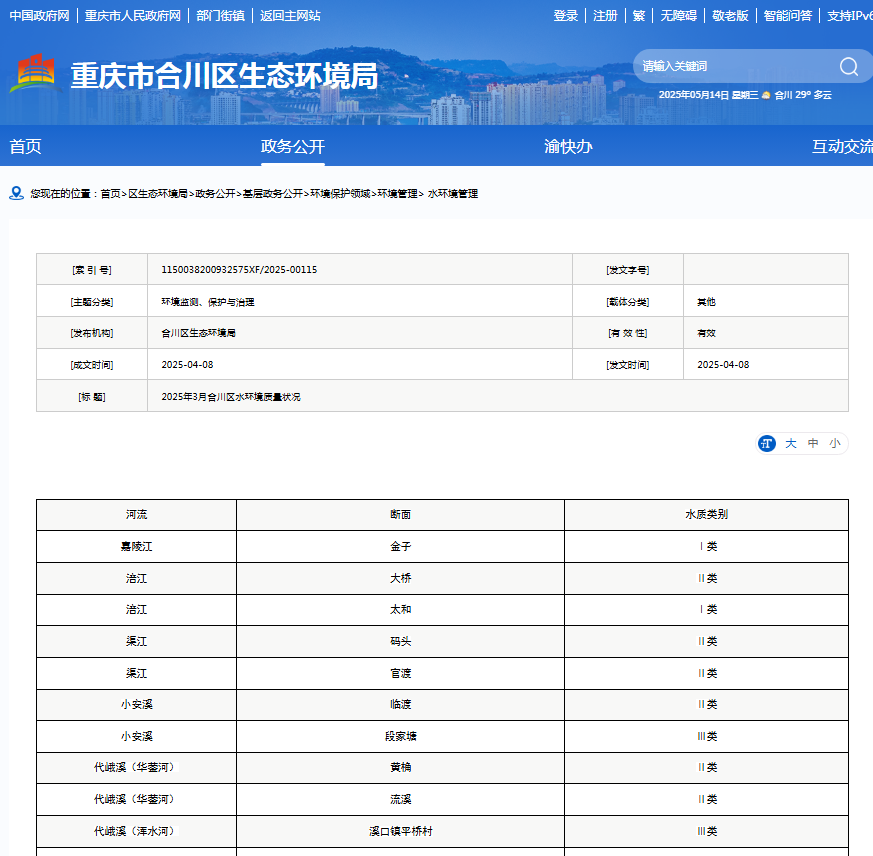 中国政府网 重庆市人民政府网 部门街镇 返回主网站 登录 注册 繁 无障碍 敬老版 智能问答 支持IPv6
重庆市合川区生态环境局
请输入关键词
2025年05月14日 星期三 合川 29° 多云
首页 政务公开 渝快办 互动交流
您现在的位置：首页>区生态环境局>政务公开>基层政务公开>环境保护领域>环境管理> 水环境管理
[索 引 号] 1150038200932575XF/2025-00115 [发文字号]
[主题分类] 环境监测、保护与治理 [载体分类] 其他
[发布机构] 合川区生态环境局 [有 效 性] 有效
[成文时间] 2025-04-08 [发文时间] 2025-04-08
[标 题] 2025年3月合川区水环境质量状况
大 中 小
河流 断面 水质类别
嘉陵江 金子 Ⅰ类
涪江 大桥 Ⅱ类
涪江 太和 Ⅰ类
渠江 码头 Ⅱ类
渠江 官渡 Ⅱ类
小安溪 临渡 Ⅱ类
小安溪 段家塘 Ⅲ类
代峨溪（华蓥河） 黄桷 Ⅱ类
代峨溪（华蓥河） 流溪 Ⅱ类
代峨溪（浑水河） 溪口镇平桥村 Ⅲ类